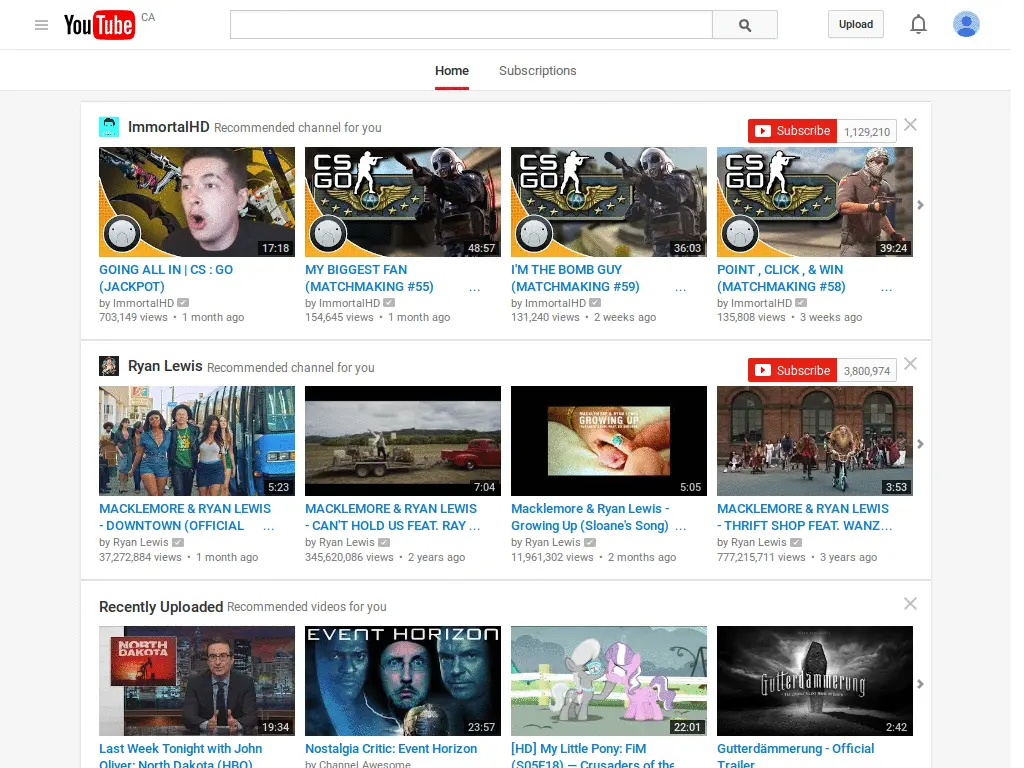 YouTube CA
Upload
Home Subscriptions
ImmortalHD Recommended channel for you
Subscribe 1,129,210
CS GO
CS GO
CS GO
17:18
48:57
36:03
39:24
GOING ALL IN | CS : GO
(JACKPOT)
by ImmortalHD
703,149 views • 1 month ago
MY BIGGEST FAN
(MATCHMAKING #55) ...
by ImmortalHD
154,645 views • 1 month ago
I'M THE BOMB GUY
(MATCHMAKING #59) ...
by ImmortalHD
131,240 views • 2 weeks ago
POINT , CLICK , & WIN
(MATCHMAKING #58) ...
by ImmortalHD
135,808 views • 3 weeks ago
Ryan Lewis Recommended channel for you
Subscribe 3,800,974
MACKLEMORE & RYAN LEWIS
GROWING UP
5:23
7:04
5:05
3:53
MACKLEMORE & RYAN LEWIS
- DOWNTOWN (OFFICIAL ...
by Ryan Lewis
37,272,884 views • 1 month ago
MACKLEMORE & RYAN LEWIS
- CAN'T HOLD US FEAT. RAY ...
by Ryan Lewis
345,620,086 views • 2 years ago
Macklemore & Ryan Lewis -
Growing Up (Sloane's Song) ...
by Ryan Lewis
11,961,302 views • 2 months ago
MACKLEMORE & RYAN LEWIS
- THRIFT SHOP FEAT. WANZ...
by Ryan Lewis
777,215,711 views • 3 years ago
Recently Uploaded Recommended videos for you
NORTH
DAKOTA
19:34
EVENT HORIZON
23:57
22:01
Gutterdämmerung
2:42
Last Week Tonight with John
Oliver: North Dakota (HBO)
Nostalgia Critic: Event Horizon
by Channel Awesome
[HD] My Little Pony: FiM
(S05E18) — Crusaders of the
Gutterdämmerung - Official
Trailer